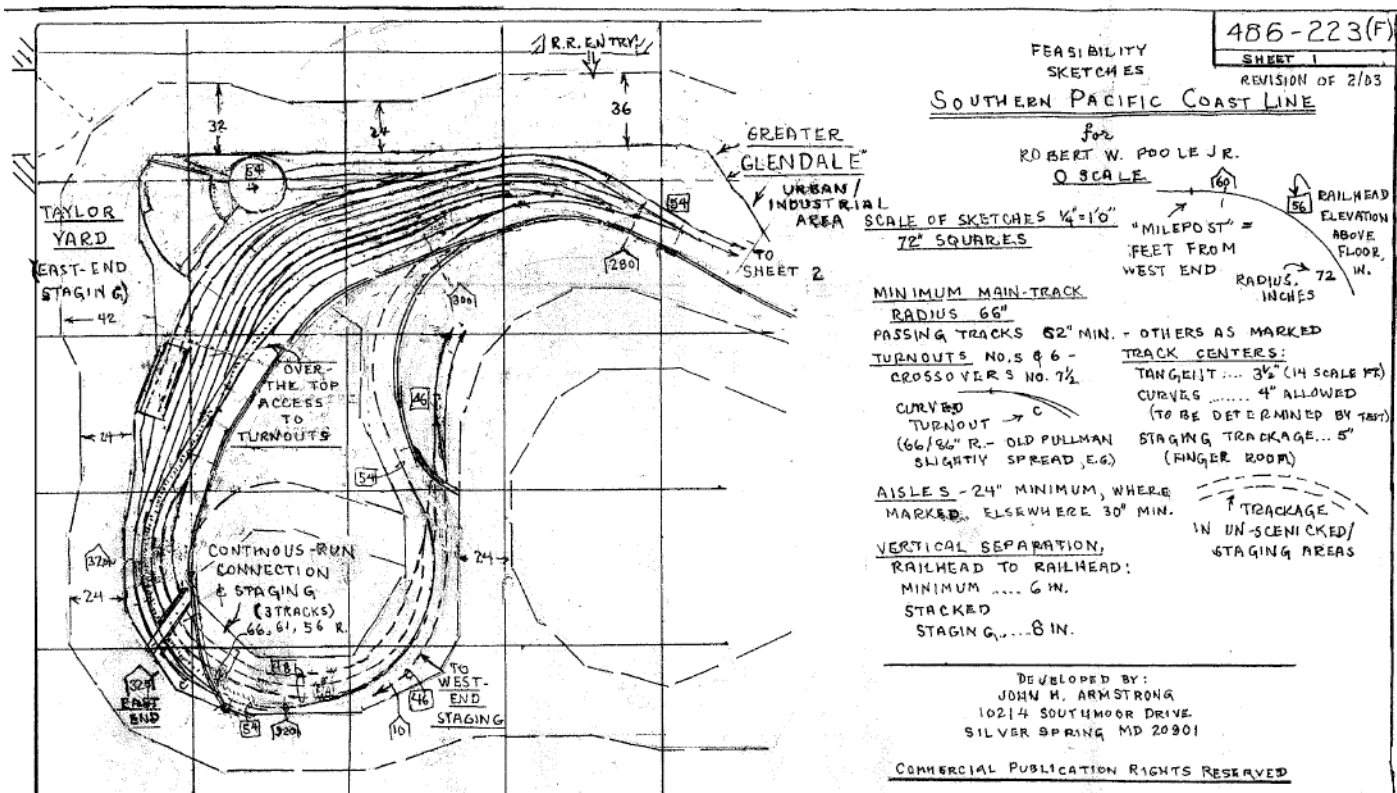 486-223(F)
SHEET 1
REVISION OF 2/03
FEASIBILITY
SKETCHES
SOUTHERN PACIFIC COAST LINE
for
ROBERT W. POOLE JR.
O SCALE
SCALE OF SKETCHES 1/4"=1'0"
72" SQUARES
160
"MILEPOST" =
FEET FROM
WEST END
56
RAILHEAD
ELEVATION
ABOVE
FLOOR,
IN.
RADIUS,
INCHES
72
MINIMUM MAIN-TRACK
RADIUS 66"
PASSING TRACKS 62" MIN. - OTHERS AS MARKED
TURNOUTS NO.5 & 6 -
CROSSOVERS NO. 7½
CURVED
TURNOUT → C
(66/86" R.- OLD PULLMAN
SLIGHTLY SPREAD, E.G.)
TRACK CENTERS:
TANGENT .... 3½" (14 SCALE FT.)
CURVES ....... 4" ALLOWED
(TO BE DETERMINED BY TEST)
STAGING TRACKAGE... 5"
(FINGER ROOM)
AISLES - 24" MINIMUM, WHERE
MARKED, ELSEWHERE 30" MIN.
TRACKAGE
IN UN-SCENICKED/
STAGING AREAS
VERTICAL SEPARATION,
RAILHEAD TO RAILHEAD:
MINIMUM ..... 6 IN.
STACKED
STAGING.....8 IN.
DEVELOPED BY:
JOHN H. ARMSTRONG
10214 SOUTHMOOR DRIVE
SILVER SPRING MD 20901
COMMERCIAL PUBLICATION RIGHTS RESERVED
R.R. ENTRY
32
24
36
GREATER
GLENDALE"
URBAN/
INDUSTRIAL
AREA
54
54
TO
SHEET 2
280
300
TAYLOR
YARD
(EAST-END
STAGING)
42
OVER-
THE TOP
ACCESS
TO
TURNOUTS
46
24
54
CONTINOUS-RUN
CONNECTION
& STAGING
(3 TRACKS)
66, 61, 56 R.
24
24
EAST
END
54
TO
WEST-
END
STAGING
46
10